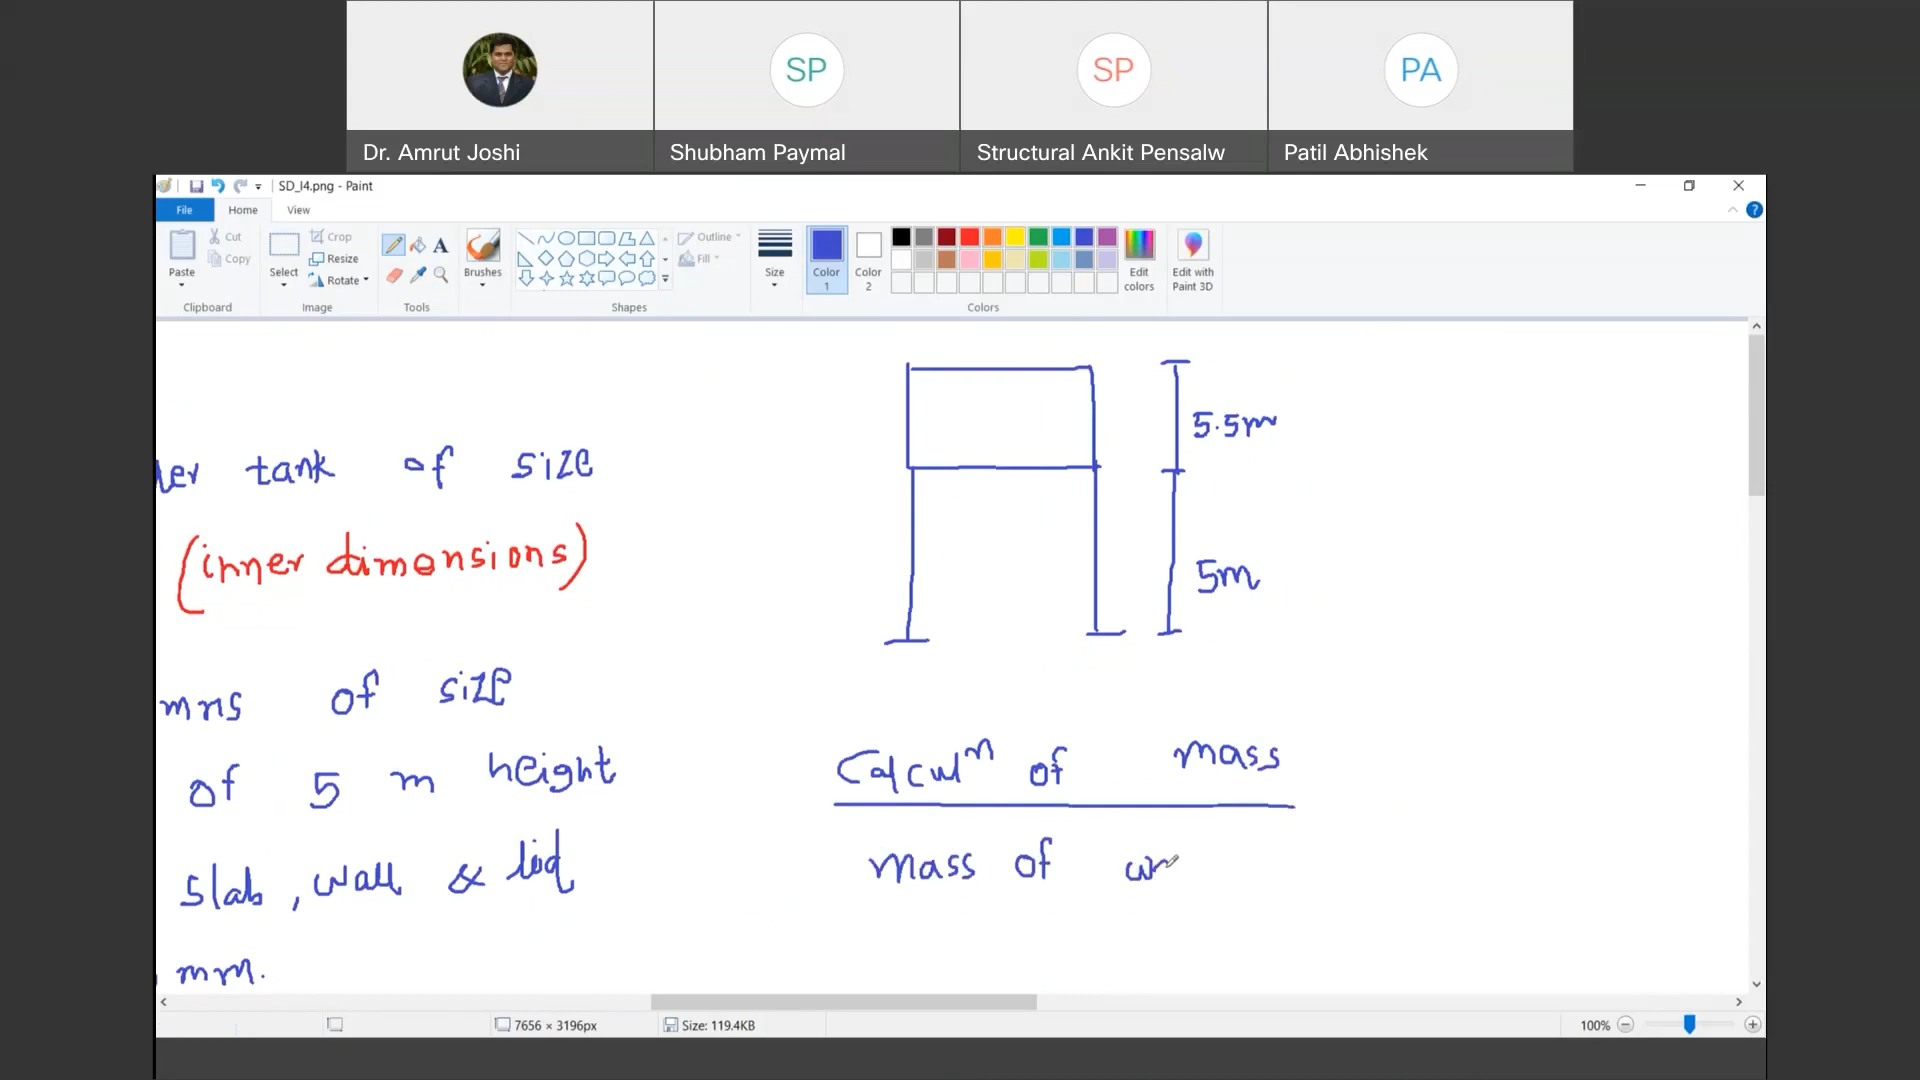 Dr. Amrut Joshi
SP
Shubham Paymal
SP
Structural Ankit Pensalw
PA
Patil Abhishek
SD_l4.png - Paint
File Home View
Paste
Cut
Copy
Clipboard
Select
Crop
Resize
Rotate
Image
A
Tools
Brushes
Outline
Fill
Shapes
Size
Color 1
Color 2
Edit colors
Colors
Edit with Paint 3D
5.5m
5m
tank of size
(inner dimensions)
mns of size
of 5 m height
slab, wall & lid
mm.
Calculⁿ of mass
mass of
7656 × 3196px
Size: 119.4KB
100%